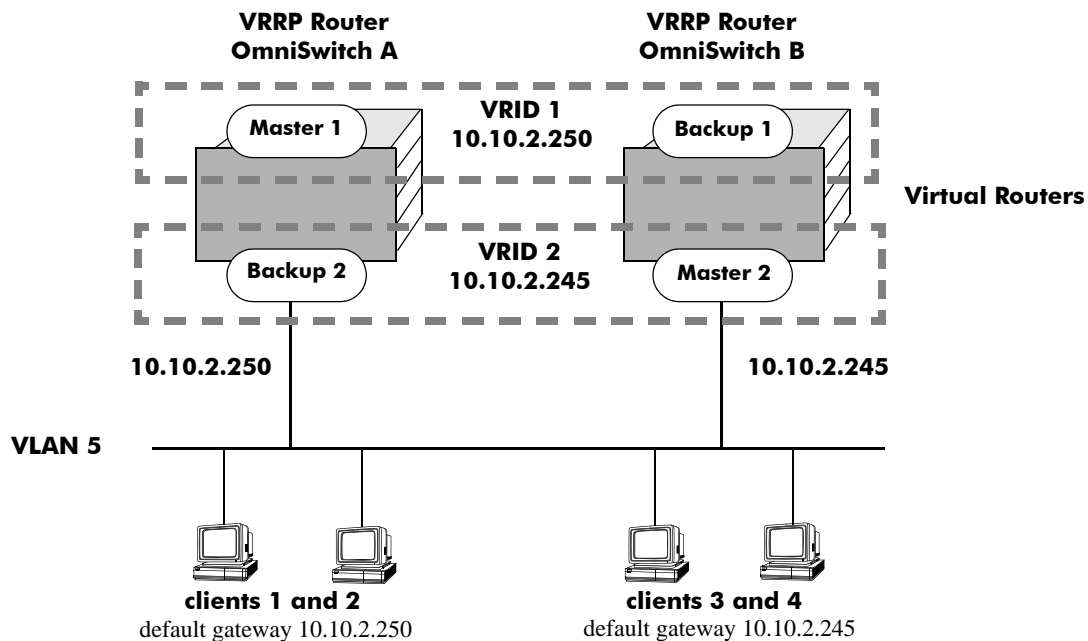 VRRP Router
OmniSwitch A
VRRP Router
OmniSwitch B
Master 1
VRID 1
10.10.2.250
Backup 1
Virtual Routers
Backup 2
VRID 2
10.10.2.245
Master 2
10.10.2.250
10.10.2.245
VLAN 5
clients 1 and 2
default gateway 10.10.2.250
clients 3 and 4
default gateway 10.10.2.245